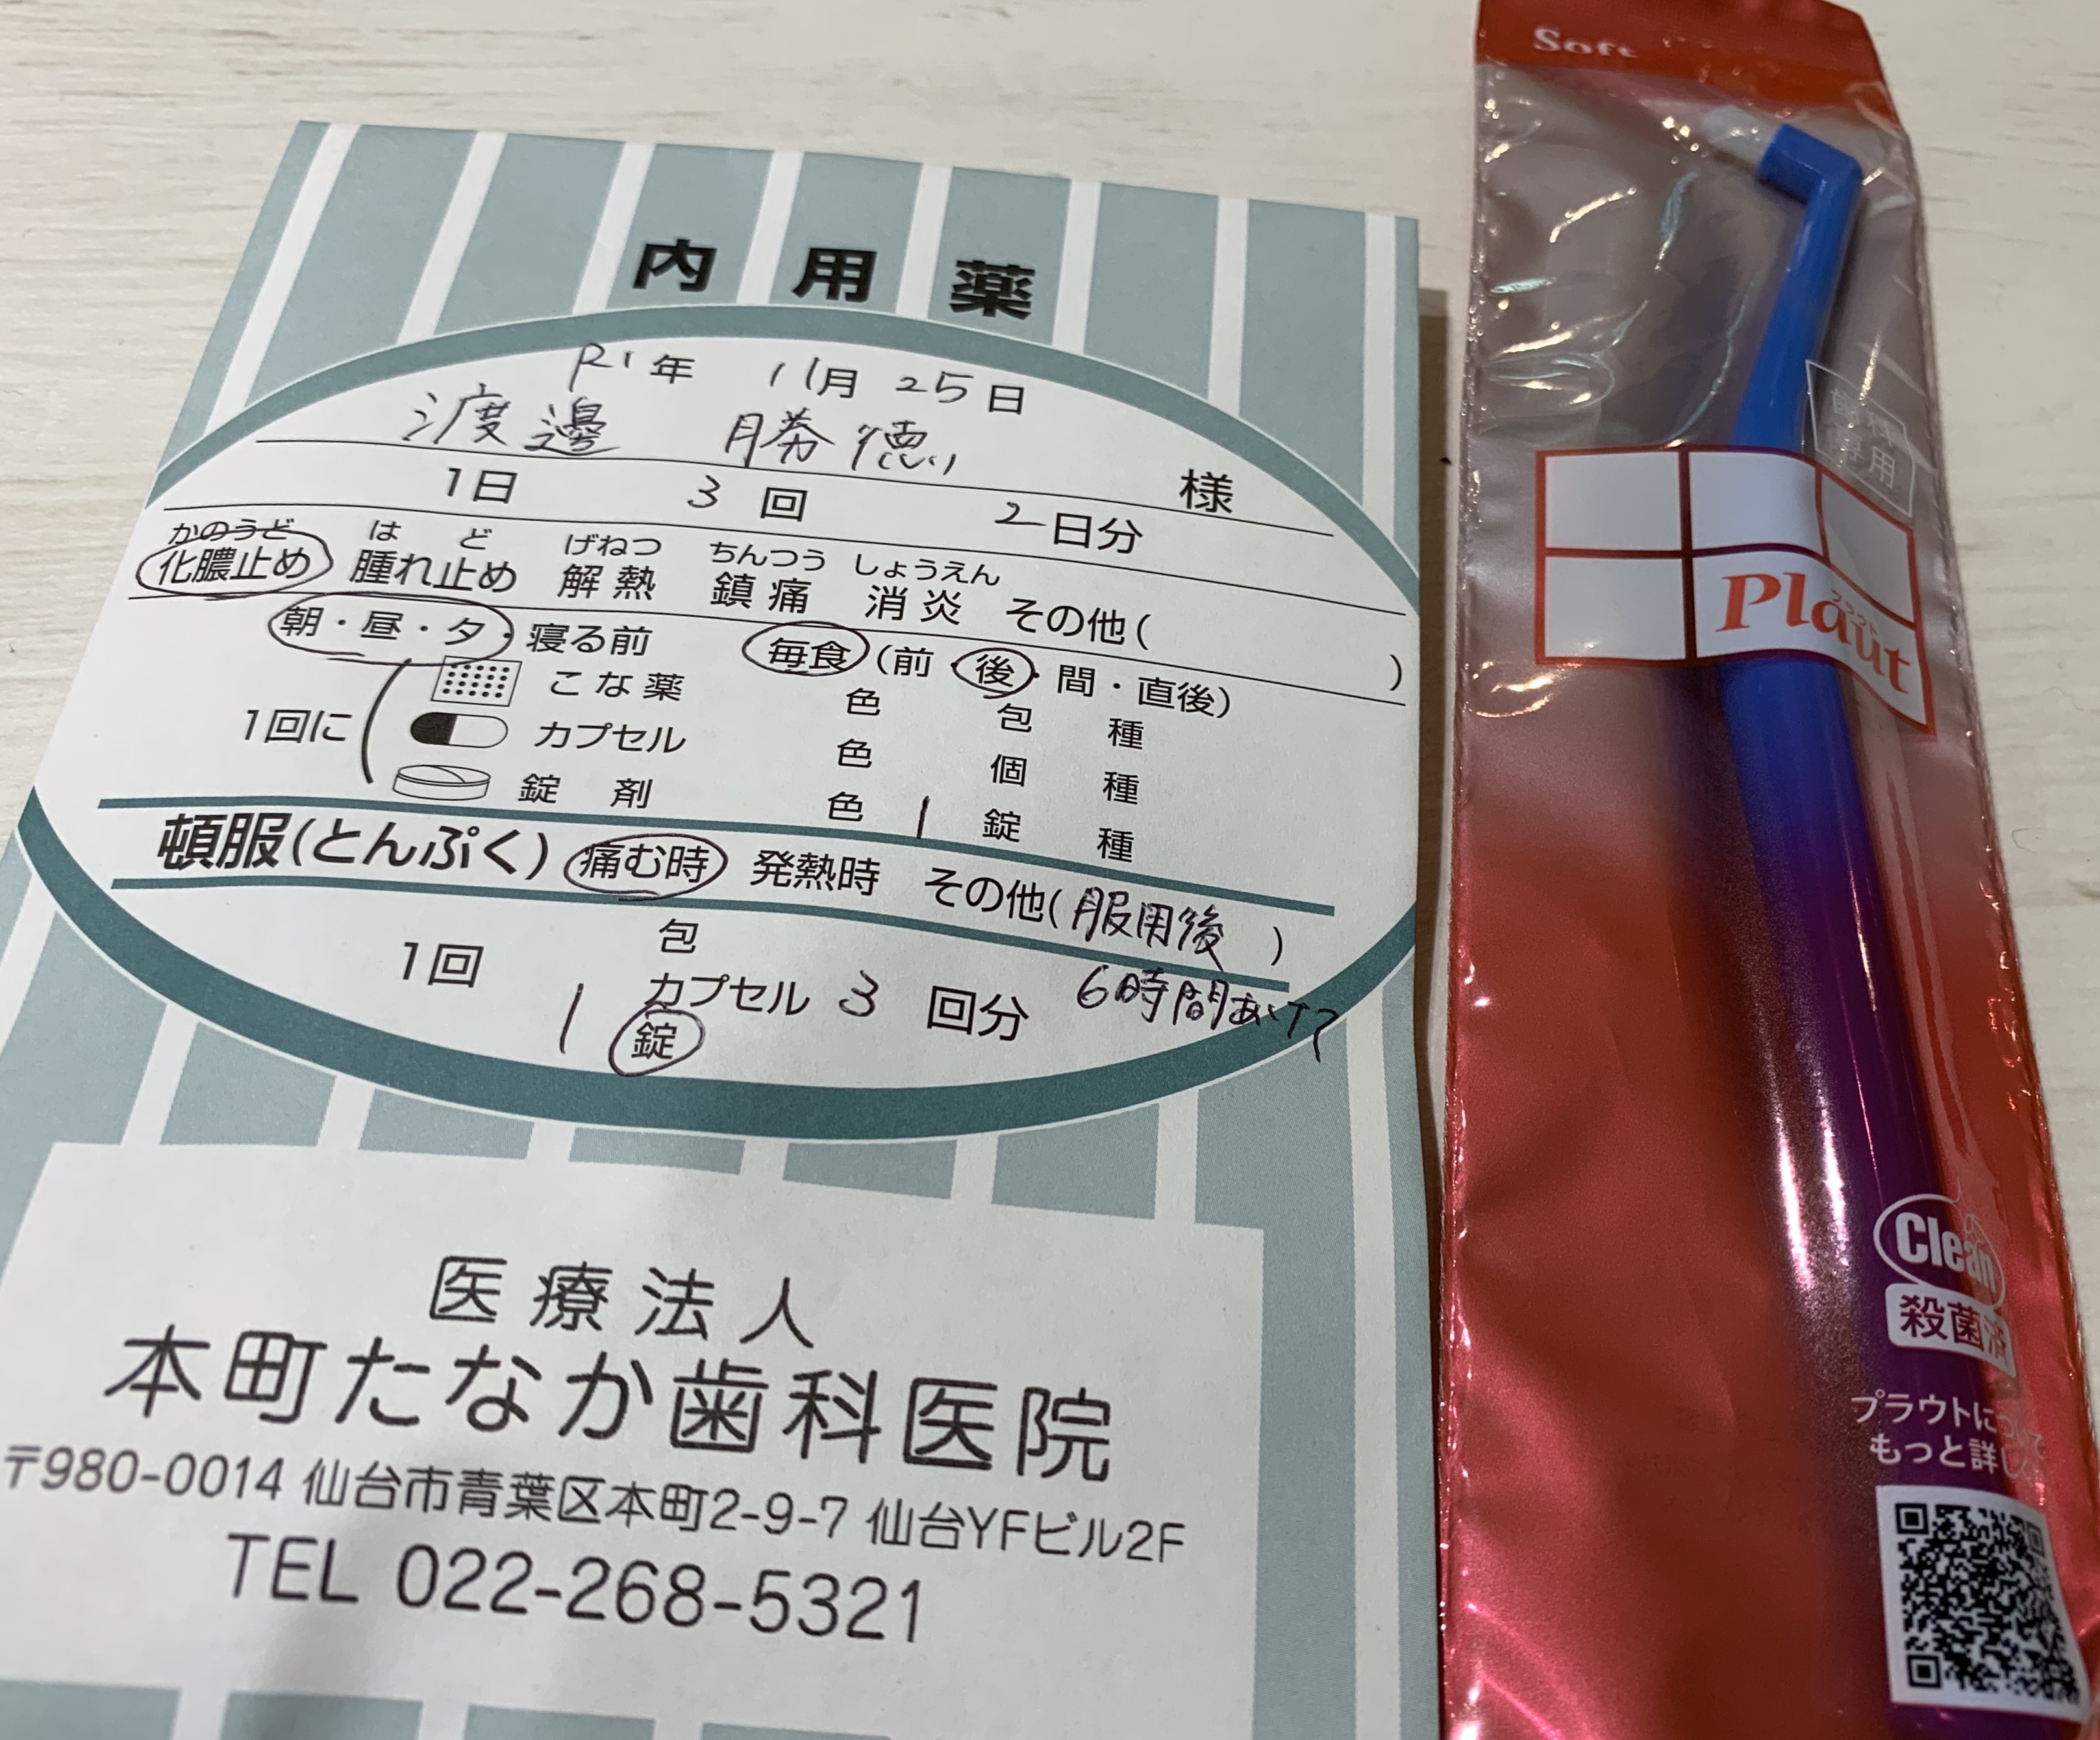 内用薬
R1年 11月 25日
渡邊 勝徳 様
1日 3回 2日分
かのうど は ど げねつ ちんつう しょうえん
化膿止め 腫れ止め 解熱 鎮痛 消炎 その他( )
朝・昼・夕・寝る前 毎食(前・後・間・直後)
こな薬 色 包 種
1回に カプセル 色 個 種
錠剤 色 1 錠 種
頓服(とんぷく) 痛む時 発熱時 その他(服用後)
6時間あけて
包
1回 1 カプセル 3 回分
錠
医療法人
本町たなか歯科医院
〒980-0014 仙台市青葉区本町2-9-7 仙台YFビル2F
TEL 022-268-5321
Soft
歯科
専用
プラウト
Plaut
Clean
殺菌済
プラウトについて
もっと詳しく